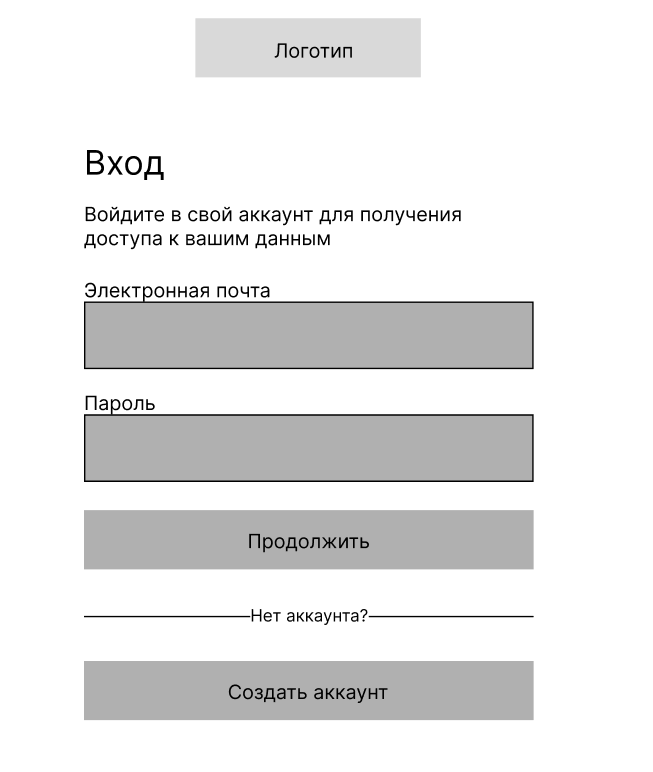 Логотип
Вход
Войдите в свой аккаунт для получения
доступа к вашим данным
Электронная почта
Пароль
Продолжить
Нет аккаунта?
Создать аккаунт